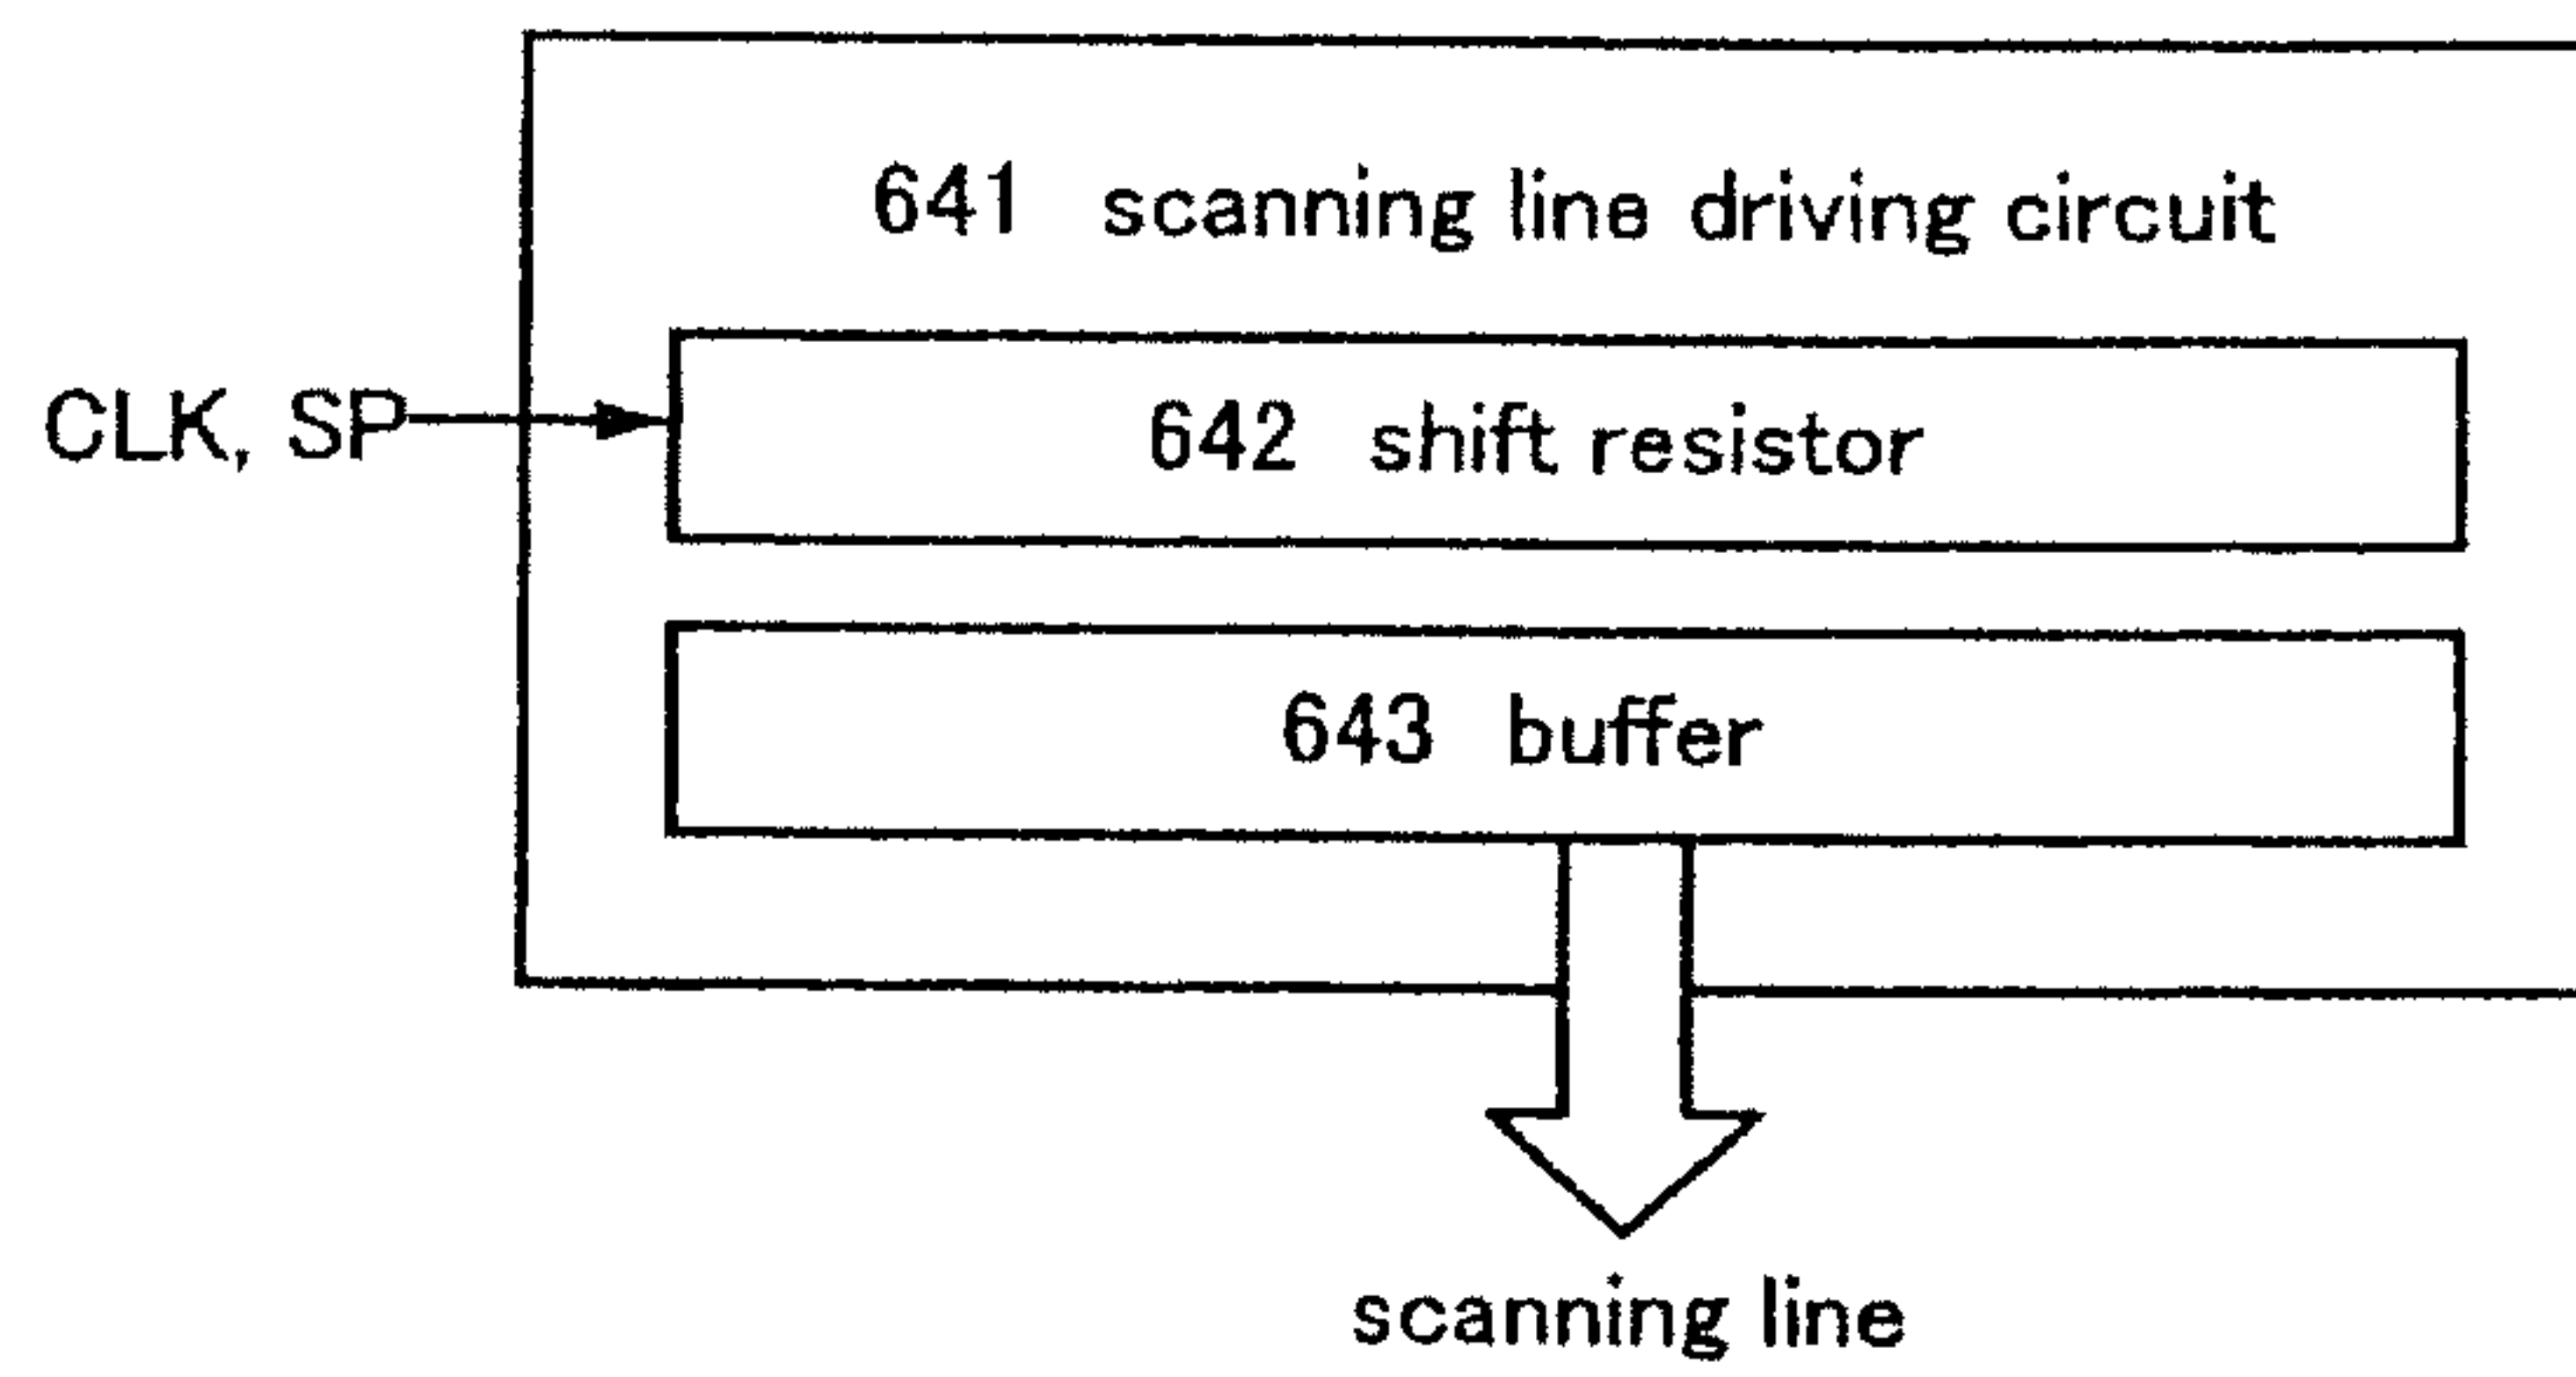 641 scanning line driving circuit
CLK, SP
642 shift resistor
643 buffer
scanning line